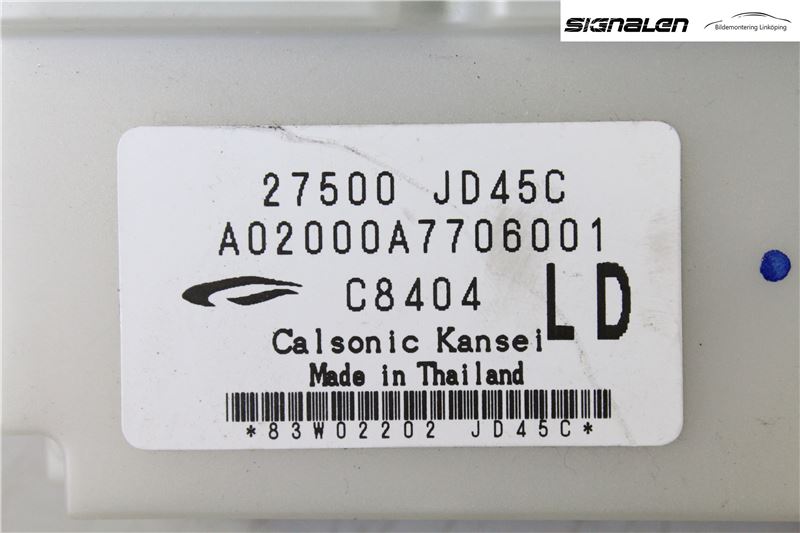 SIGNALEN
Bildemontering Linköping
27500 JD45C
A02000A7706001
C8404 LD
Calsonic Kansei
Made in Thailand
*83W02202 JD45C*